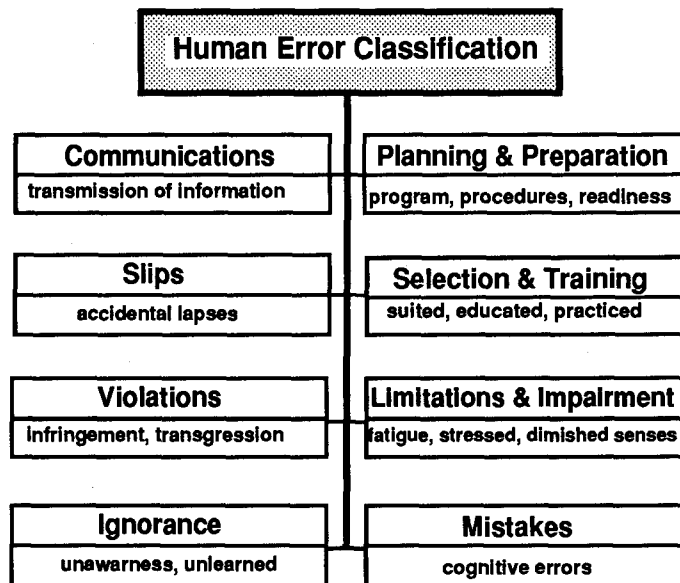 Human Error Classification
Communications
transmission of information
Planning & Preparation
program, procedures, readiness
Slips
accidental lapses
Selection & Training
suited, educated, practiced
Violations
infringement, transgression
Limitations & Impairment
fatigue, stressed, dimished senses
Ignorance
unawarness, unlearned
Mistakes
cognitive errors